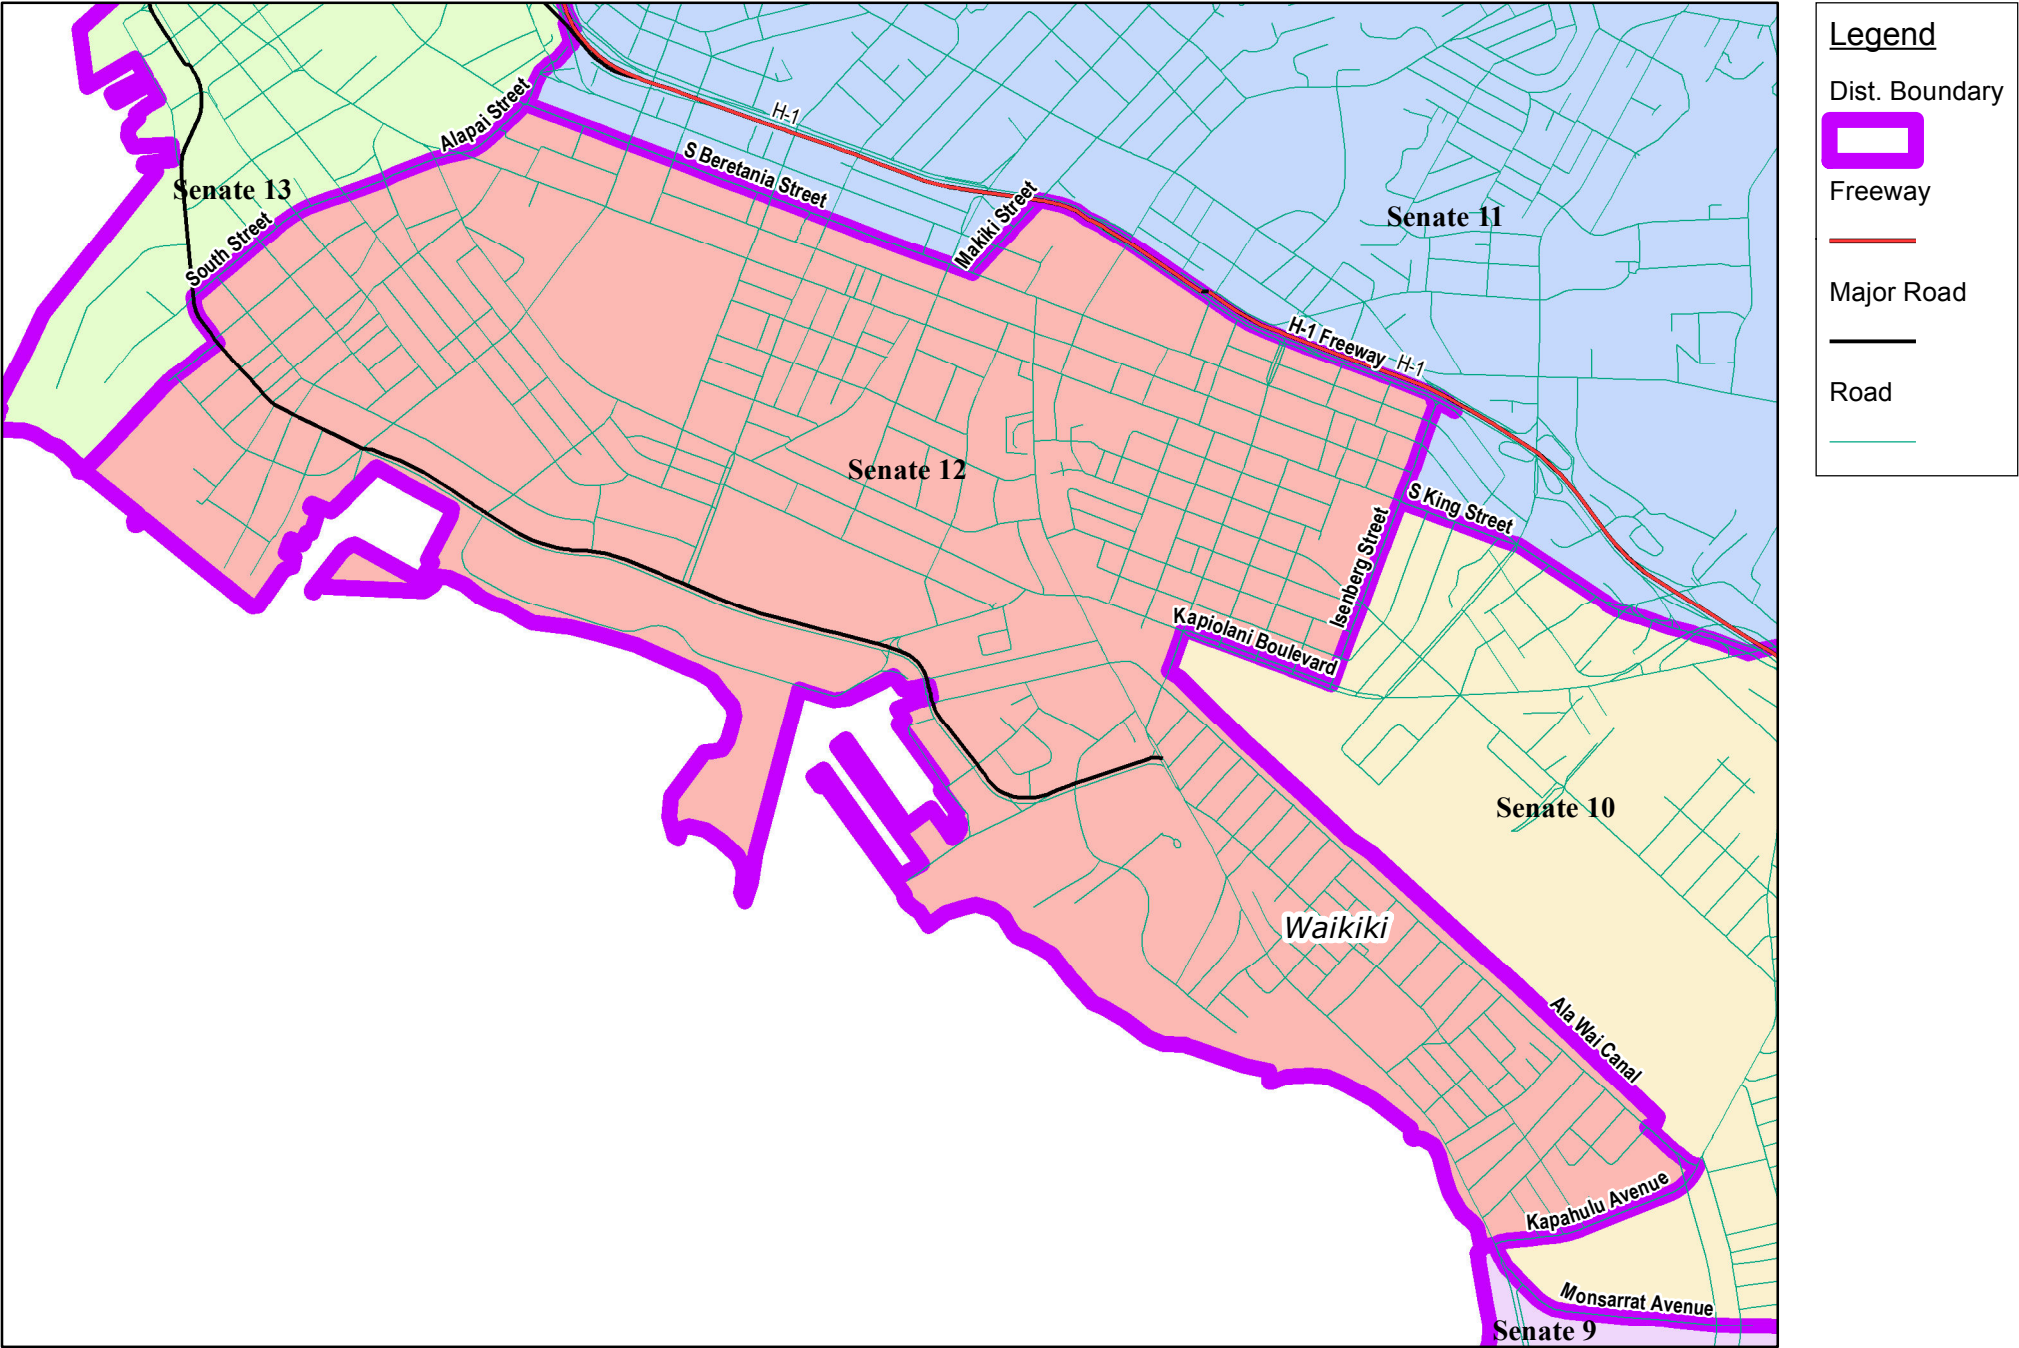 Legend
Dist. Boundary
Freeway
Major Road
Road
H-1
Alapai Street
S Beretania Street
Senate 13
Makiki Street
Senate 11
South Street
H-1 Freeway
H-1
Senate 12
S King Street
Isenberg Street
Kapiolani Boulevard
Senate 10
Waikiki
Ala Wai Canal
Kapahulu Avenue
Monsarrat Avenue
Senate 9